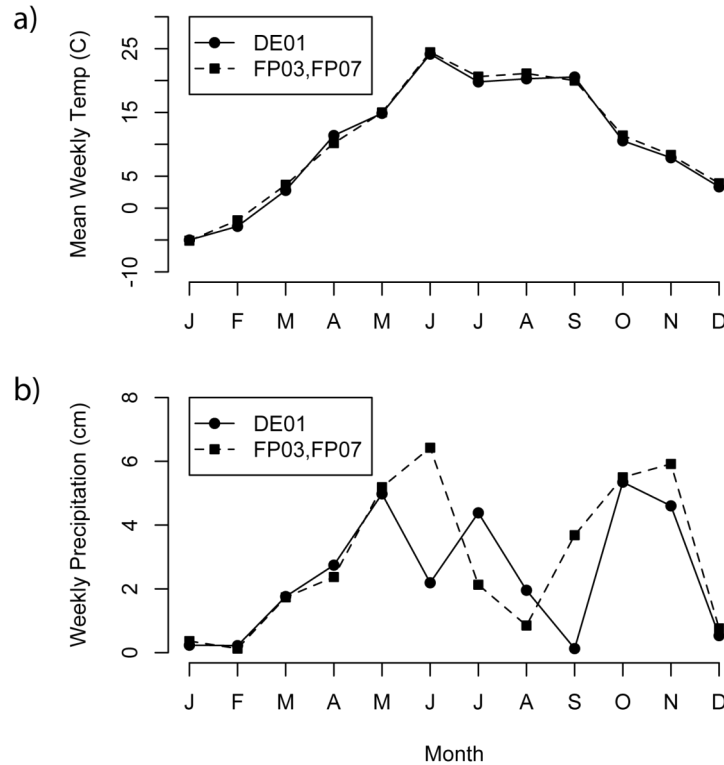 a)
Mean Weekly Temp (C)
25
15
5
0
-10
DE01
FP03,FP07
J F M A M J J A S O N D
b)
Weekly Precipitation (cm)
8
6
4
2
0
DE01
FP03,FP07
J F M A M J J A S O N D
Month